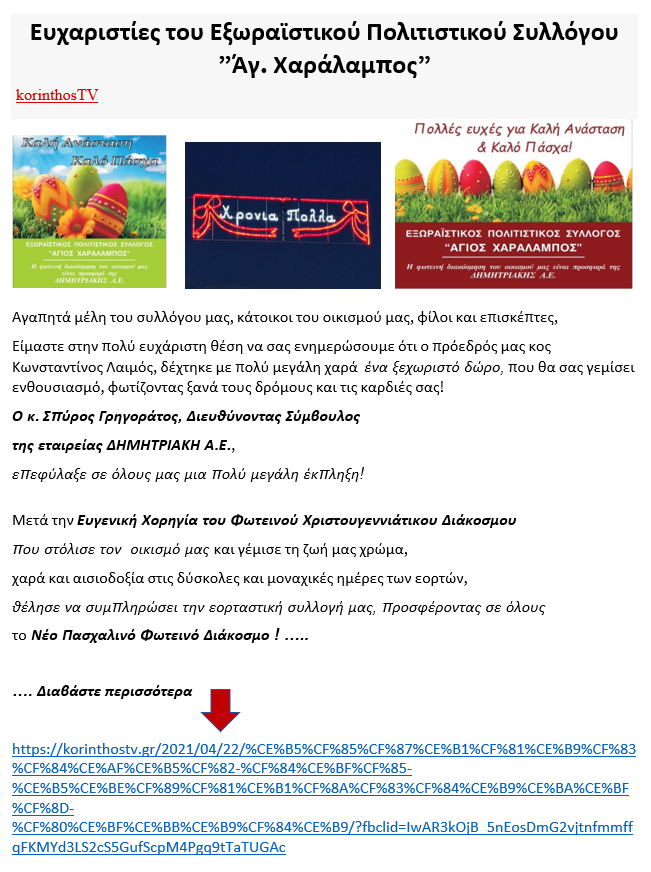 Ευχαριστίες του Εξωραϊστικού Πολιτιστικού Συλλόγου
”Άγ. Χαράλαμπος”
korinthosTV
Καλή Ανάσταση
Καλό Πάσχα
ΕΞΩΡΑΪΣΤΙΚΟΣ ΠΟΛΙΤΙΣΤΙΚΟΣ ΣΥΛΛΟΓΟΣ
"ΑΓΙΟΣ ΧΑΡΑΛΑΜΠΟΣ"
Η φωτεινή διακόσμηση του οικισμού μας
είναι προσφορά της
ΔΗΜΗΤΡΙΑΚΗΣ Α.Ε.
Χρονια Πολλα
Πολλές ευχές για Καλή Ανάσταση
& Καλό Πάσχα!
ΕΞΩΡΑΪΣΤΙΚΟΣ ΠΟΛΙΤΙΣΤΙΚΟΣ ΣΥΛΛΟΓΟΣ
"ΑΓΙΟΣ ΧΑΡΑΛΑΜΠΟΣ"
Η φωτεινή διακόσμηση του οικισμού μας είναι προσφορά της
ΔΗΜΗΤΡΙΑΚΗΣ Α.Ε.
Αγαπητά μέλη του συλλόγου μας, κάτοικοι του οικισμού μας, φίλοι και επισκέπτες,
Είμαστε στην πολύ ευχάριστη θέση να σας ενημερώσουμε ότι ο πρόεδρός μας κος
Κωνσταντίνος Λαιμός, δέχτηκε με πολύ μεγάλη χαρά ένα ξεχωριστό δώρο, που θα σας γεμίσει
ενθουσιασμό, φωτίζοντας ξανά τους δρόμους και τις καρδιές σας!
Ο κ. Σπύρος Γρηγοράτος, Διευθύνοντας Σύμβουλος
της εταιρείας ΔΗΜΗΤΡΙΑΚΗ Α.Ε.,
επεφύλαξε σε όλους μας μια πολύ μεγάλη έκπληξη!
Μετά την Ευγενική Χορηγία του Φωτεινού Χριστουγεννιάτικου Διάκοσμου
που στόλισε τον οικισμό μας και γέμισε τη ζωή μας χρώμα,
χαρά και αισιοδοξία στις δύσκολες και μοναχικές ημέρες των εορτών,
θέλησε να συμπληρώσει την εορταστική συλλογή μας, προσφέροντας σε όλους
το Νέο Πασχαλινό Φωτεινό Διάκοσμο ! …..
…. Διαβάστε περισσότερα
https://korinthostv.gr/2021/04/22/%CE%B5%CF%85%CF%87%CE%B1%CF%81%CE%B9%CF%83
%CF%84%CE%AF%CE%B5%CF%82-%CF%84%CE%BF%CF%85-
%CE%B5%CE%BE%CF%89%CF%81%CE%B1%CF%8A%CF%83%CF%84%CE%B9%CE%BA%CE%BF
%CF%8D-
%CF%80%CE%BF%CE%BB%CE%B9%CF%84%CE%B9/?fbclid=IwAR3kOjB_5nEosDmG2vjtnfmmff
qFKMYd3LS2cS5GufScpM4Pgq9tTaTUGAc